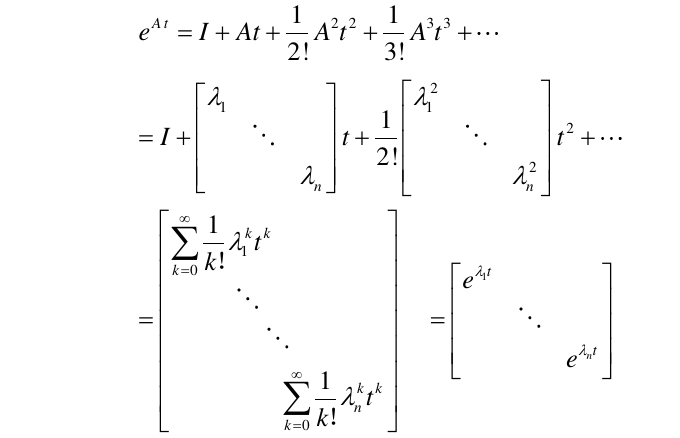 $e^{At} = I + At + \frac{1}{2!}A^2t^2 + \frac{1}{3!}A^3t^3 + \cdots$
$= I + \begin{bmatrix} \lambda_1 & & \\ & \ddots & \\ & & \lambda_n \end{bmatrix} t + \frac{1}{2!} \begin{bmatrix} \lambda_1^2 & & \\ & \ddots & \\ & & \lambda_n^2 \end{bmatrix} t^2 + \cdots$
$= \begin{bmatrix} \sum_{k=0}^{\infty} \frac{1}{k!} \lambda_1^k t^k & & & \\ & \ddots & & \\ & & \ddots & \\ & & & \sum_{k=0}^{\infty} \frac{1}{k!} \lambda_n^k t^k \end{bmatrix} = \begin{bmatrix} e^{\lambda_1 t} & & \\ & \ddots & \\ & & e^{\lambda_n t} \end{bmatrix}$